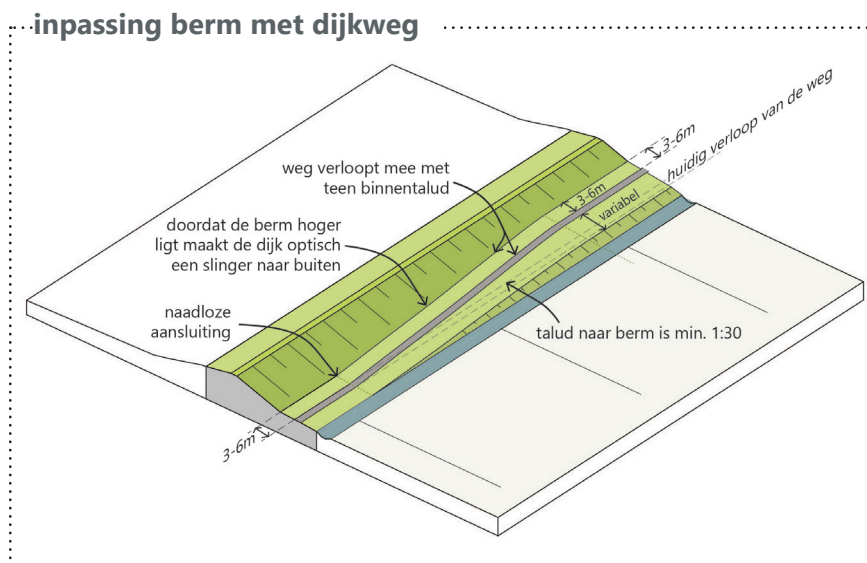 inpassing berm met dijkweg
huidig verloop van de weg
3-6m
weg verloopt mee met
teen binnentalud
3-6m
variabel
doordat de berm hoger
ligt maakt de dijk optisch
een slinger naar buiten
naadloze
aansluiting
talud naar berm is min. 1:30
3-6m